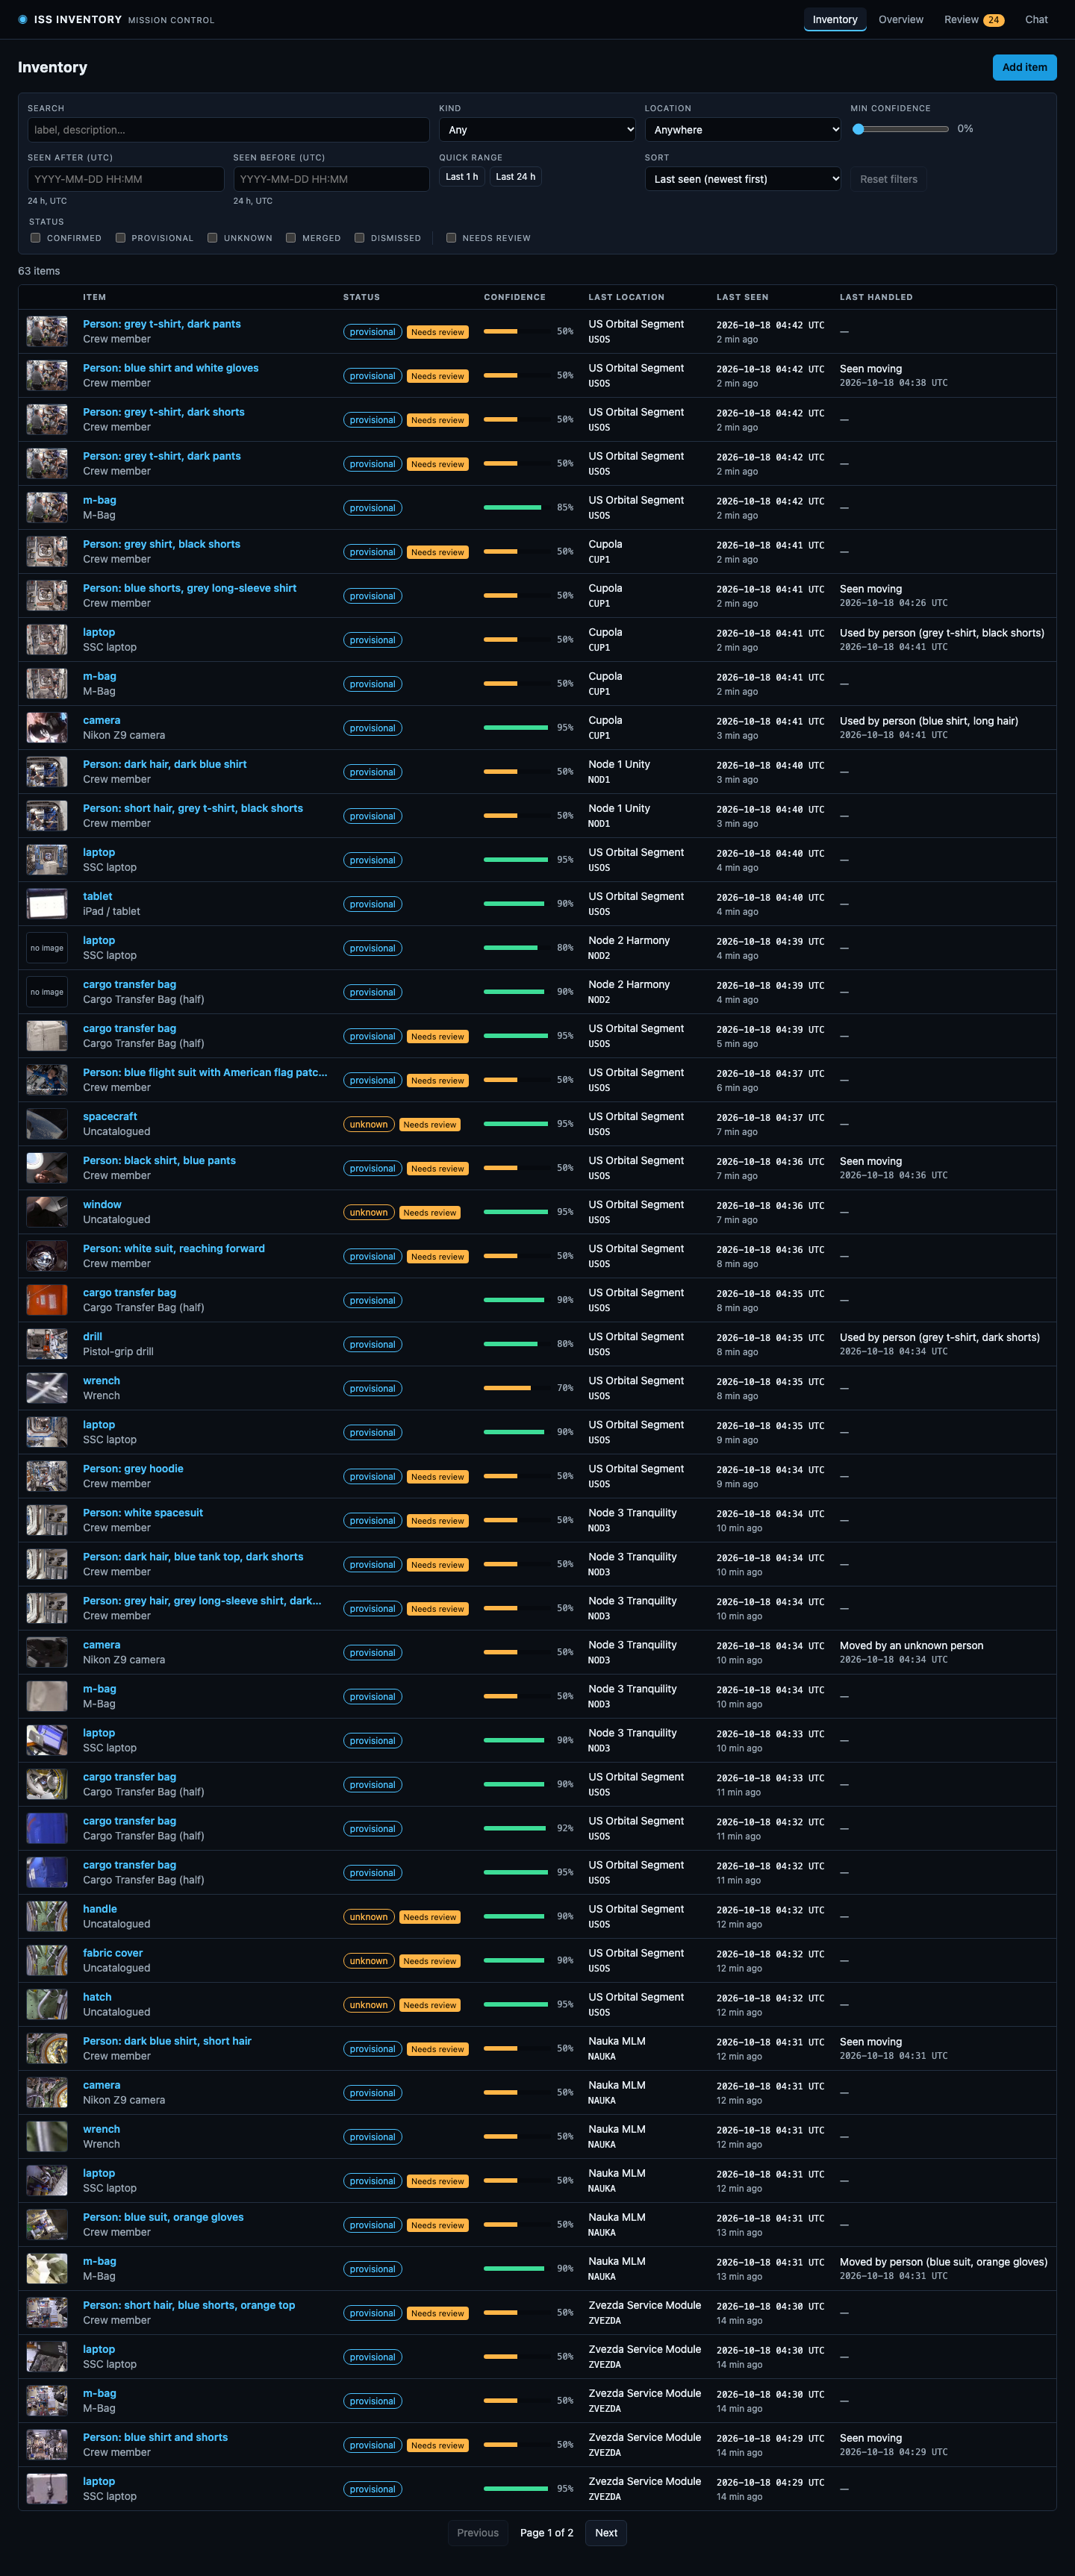 ISS INVENTORY MISSION CONTROL
Inventory Overview Review 24 Chat
Inventory
Add item
SEARCH KIND LOCATION MIN CONFIDENCE
label, description... Any Anywhere 0%
SEEN AFTER (UTC) SEEN BEFORE (UTC) QUICK RANGE SORT
YYYY-MM-DD HH:MM YYYY-MM-DD HH:MM Last 1 h Last 24 h Last seen (newest first) Reset filters
24 h, UTC 24 h, UTC
STATUS
CONFIRMED PROVISIONAL UNKNOWN MERGED DISMISSED NEEDS REVIEW
63 items
ITEM STATUS CONFIDENCE LAST LOCATION LAST SEEN LAST HANDLED
Person: grey t-shirt, dark pants provisional Needs review 50% US Orbital Segment 2026-10-18 04:42 UTC —
Crew member USOS 2 min ago
Person: blue shirt and white gloves provisional Needs review 50% US Orbital Segment 2026-10-18 04:42 UTC Seen moving
Crew member USOS 2 min ago 2026-10-18 04:38 UTC
Person: grey t-shirt, dark shorts provisional Needs review 50% US Orbital Segment 2026-10-18 04:42 UTC —
Crew member USOS 2 min ago
Person: grey t-shirt, dark pants provisional Needs review 50% US Orbital Segment 2026-10-18 04:42 UTC —
Crew member USOS 2 min ago
m-bag provisional 85% US Orbital Segment 2026-10-18 04:42 UTC —
M-Bag USOS 2 min ago
Person: grey shirt, black shorts provisional Needs review 50% Cupola 2026-10-18 04:41 UTC —
Crew member CUP1 2 min ago
Person: blue shorts, grey long-sleeve shirt provisional 50% Cupola 2026-10-18 04:41 UTC Seen moving
Crew member CUP1 2 min ago 2026-10-18 04:26 UTC
laptop provisional 50% Cupola 2026-10-18 04:41 UTC Used by person (grey t-shirt, black shorts)
SSC laptop CUP1 2 min ago 2026-10-18 04:41 UTC
m-bag provisional 50% Cupola 2026-10-18 04:41 UTC —
M-Bag CUP1 2 min ago
camera provisional 95% Cupola 2026-10-18 04:41 UTC Used by person (blue shirt, long hair)
Nikon Z9 camera CUP1 3 min ago 2026-10-18 04:41 UTC
Person: dark hair, dark blue shirt provisional 50% Node 1 Unity 2026-10-18 04:40 UTC —
Crew member NOD1 3 min ago
Person: short hair, grey t-shirt, black shorts provisional 50% Node 1 Unity 2026-10-18 04:40 UTC —
Crew member NOD1 3 min ago
laptop provisional 95% US Orbital Segment 2026-10-18 04:40 UTC —
SSC laptop USOS 4 min ago
tablet provisional 90% US Orbital Segment 2026-10-18 04:40 UTC —
iPad / tablet USOS 4 min ago
no image laptop provisional 80% Node 2 Harmony 2026-10-18 04:39 UTC —
SSC laptop NOD2 4 min ago
no image cargo transfer bag provisional 90% Node 2 Harmony 2026-10-18 04:39 UTC —
Cargo Transfer Bag (half) NOD2 4 min ago
cargo transfer bag provisional Needs review 95% US Orbital Segment 2026-10-18 04:39 UTC —
Cargo Transfer Bag (half) USOS 5 min ago
Person: blue flight suit with American flag patc... provisional Needs review 50% US Orbital Segment 2026-10-18 04:37 UTC —
Crew member USOS 6 min ago
spacecraft unknown Needs review 95% US Orbital Segment 2026-10-18 04:37 UTC —
Uncatalogued USOS 7 min ago
Person: black shirt, blue pants provisional Needs review 50% US Orbital Segment 2026-10-18 04:36 UTC Seen moving
Crew member USOS 7 min ago 2026-10-18 04:36 UTC
window unknown Needs review 95% US Orbital Segment 2026-10-18 04:36 UTC —
Uncatalogued USOS 7 min ago
Person: white suit, reaching forward provisional Needs review 50% US Orbital Segment 2026-10-18 04:36 UTC —
Crew member USOS 8 min ago
cargo transfer bag provisional 90% US Orbital Segment 2026-10-18 04:35 UTC —
Cargo Transfer Bag (half) USOS 8 min ago
drill provisional 80% US Orbital Segment 2026-10-18 04:35 UTC Used by person (grey t-shirt, dark shorts)
Pistol-grip drill USOS 8 min ago 2026-10-18 04:34 UTC
wrench provisional 70% US Orbital Segment 2026-10-18 04:35 UTC —
Wrench USOS 8 min ago
laptop provisional 90% US Orbital Segment 2026-10-18 04:35 UTC —
SSC laptop USOS 9 min ago
Person: grey hoodie provisional Needs review 50% US Orbital Segment 2026-10-18 04:34 UTC —
Crew member USOS 9 min ago
Person: white spacesuit provisional Needs review 50% Node 3 Tranquility 2026-10-18 04:34 UTC —
Crew member NOD3 10 min ago
Person: dark hair, blue tank top, dark shorts provisional Needs review 50% Node 3 Tranquility 2026-10-18 04:34 UTC —
Crew member NOD3 10 min ago
Person: grey hair, grey long-sleeve shirt, dark... provisional Needs review 50% Node 3 Tranquility 2026-10-18 04:34 UTC —
Crew member NOD3 10 min ago
camera provisional 50% Node 3 Tranquility 2026-10-18 04:34 UTC Moved by an unknown person
Nikon Z9 camera NOD3 10 min ago 2026-10-18 04:34 UTC
m-bag provisional 50% Node 3 Tranquility 2026-10-18 04:34 UTC —
M-Bag NOD3 10 min ago
laptop provisional 90% Node 3 Tranquility 2026-10-18 04:33 UTC —
SSC laptop NOD3 10 min ago
cargo transfer bag provisional 90% US Orbital Segment 2026-10-18 04:33 UTC —
Cargo Transfer Bag (half) USOS 11 min ago
cargo transfer bag provisional 92% US Orbital Segment 2026-10-18 04:32 UTC —
Cargo Transfer Bag (half) USOS 11 min ago
cargo transfer bag provisional 95% US Orbital Segment 2026-10-18 04:32 UTC —
Cargo Transfer Bag (half) USOS 11 min ago
handle unknown Needs review 90% US Orbital Segment 2026-10-18 04:32 UTC —
Uncatalogued USOS 12 min ago
fabric cover unknown Needs review 90% US Orbital Segment 2026-10-18 04:32 UTC —
Uncatalogued USOS 12 min ago
hatch unknown Needs review 95% US Orbital Segment 2026-10-18 04:32 UTC —
Uncatalogued USOS 12 min ago
Person: dark blue shirt, short hair provisional Needs review 50% Nauka MLM 2026-10-18 04:31 UTC Seen moving
Crew member NAUKA 12 min ago 2026-10-18 04:31 UTC
camera provisional 50% Nauka MLM 2026-10-18 04:31 UTC —
Nikon Z9 camera NAUKA 12 min ago
wrench provisional 50% Nauka MLM 2026-10-18 04:31 UTC —
Wrench NAUKA 12 min ago
laptop provisional Needs review 50% Nauka MLM 2026-10-18 04:31 UTC —
SSC laptop NAUKA 12 min ago
Person: blue suit, orange gloves provisional Needs review 50% Nauka MLM 2026-10-18 04:31 UTC —
Crew member NAUKA 13 min ago
m-bag provisional 90% Nauka MLM 2026-10-18 04:31 UTC Moved by person (blue suit, orange gloves)
M-Bag NAUKA 13 min ago 2026-10-18 04:31 UTC
Person: short hair, blue shorts, orange top provisional Needs review 50% Zvezda Service Module 2026-10-18 04:30 UTC —
Crew member ZVEZDA 14 min ago
laptop provisional 50% Zvezda Service Module 2026-10-18 04:30 UTC —
SSC laptop ZVEZDA 14 min ago
m-bag provisional 50% Zvezda Service Module 2026-10-18 04:30 UTC —
M-Bag ZVEZDA 14 min ago
Person: blue shirt and shorts provisional Needs review 50% Zvezda Service Module 2026-10-18 04:29 UTC Seen moving
Crew member ZVEZDA 14 min ago 2026-10-18 04:29 UTC
laptop provisional 95% Zvezda Service Module 2026-10-18 04:29 UTC —
SSC laptop ZVEZDA 14 min ago
Previous Page 1 of 2 Next